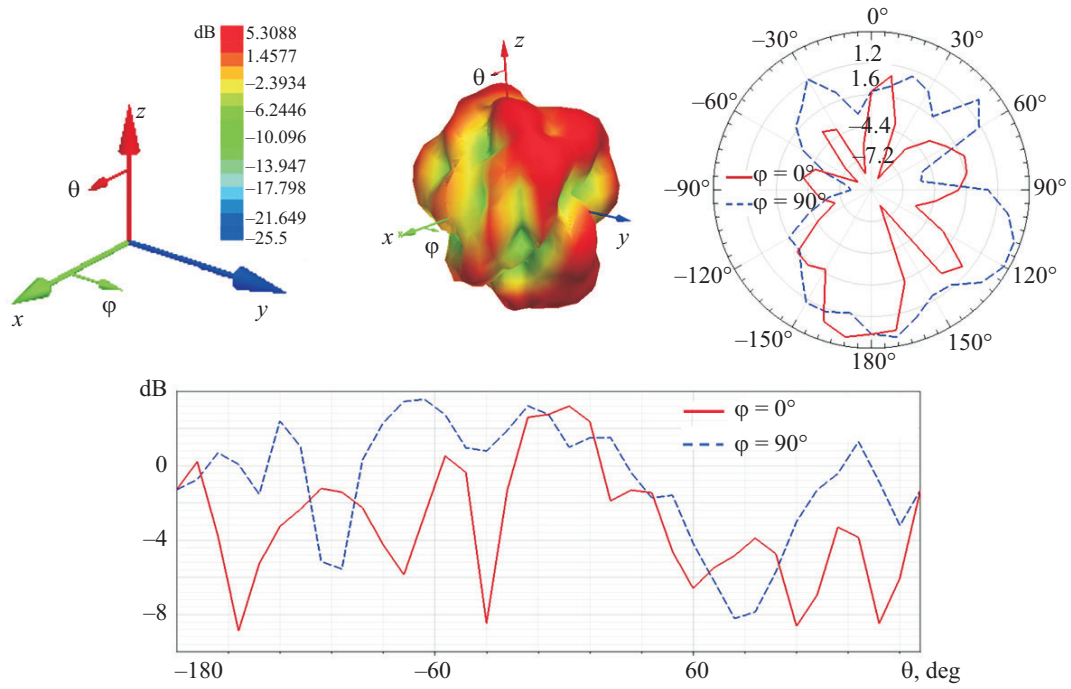 dB
5.3088
1.4577
–2.3934
–6.2446
–10.096
–13.947
–17.798
–21.649
–25.5
z
θ
x
φ
y
z
θ
x
φ
y
0°
30°
60°
90°
120°
150°
180°
–150°
–120°
–90°
–60°
–30°
1.2
1.6
–4.4
–7.2
φ = 0°
φ = 90°
dB
0
–4
–8
–180
–60
60
θ, deg
φ = 0°
φ = 90°